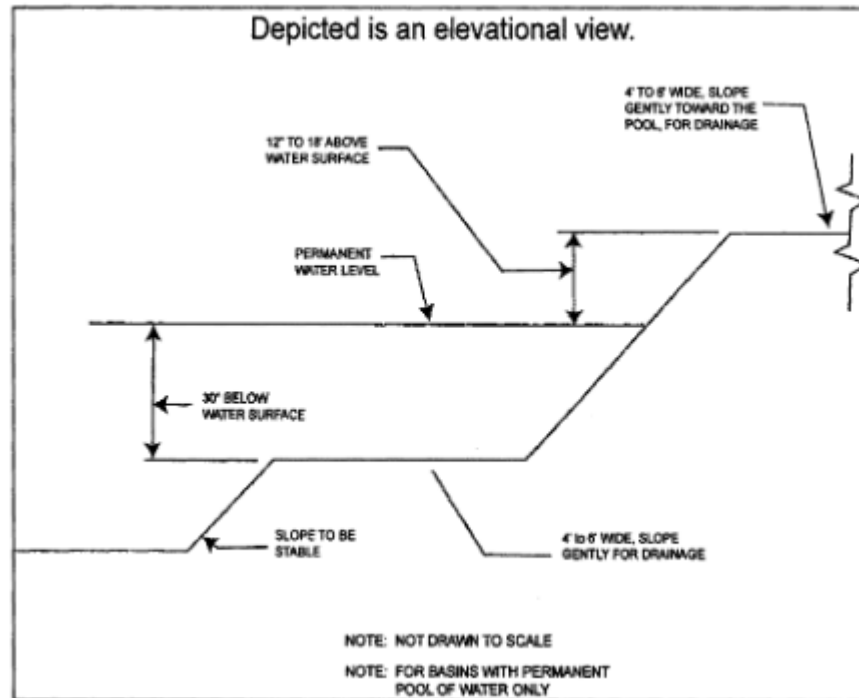 Depicted is an elevational view.
4' TO 6' WIDE, SLOPE
GENTLY TOWARD THE
POOL, FOR DRAINAGE
12" TO 18" ABOVE
WATER SURFACE
PERMANENT
WATER LEVEL
30" BELOW
WATER SURFACE
SLOPE TO BE
STABLE
4' to 6' WIDE, SLOPE
GENTLY FOR DRAINAGE
NOTE: NOT DRAWN TO SCALE
NOTE: FOR BASINS WITH PERMANENT
POOL OF WATER ONLY